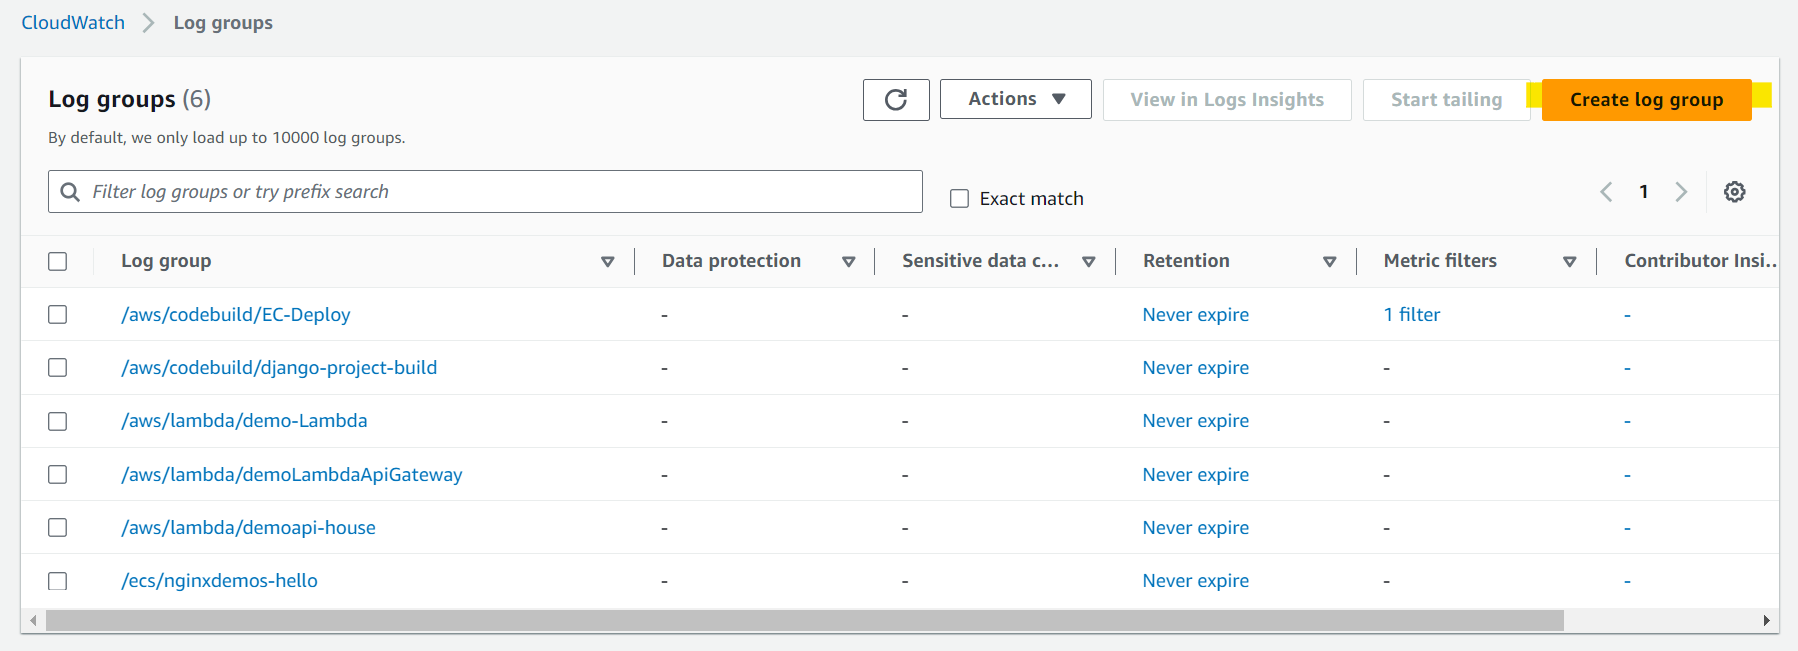 CloudWatch > Log groups
Log groups (6)
Actions View in Logs Insights Start tailing Create log group
By default, we only load up to 10000 log groups.
Filter log groups or try prefix search Exact match 1
Log group Data protection Sensitive data c... Retention Metric filters Contributor Insi...
/aws/codebuild/EC-Deploy - - Never expire 1 filter -
/aws/codebuild/django-project-build - - Never expire - -
/aws/lambda/demo-Lambda - - Never expire - -
/aws/lambda/demoLambdaApiGateway - - Never expire - -
/aws/lambda/demoapi-house - - Never expire - -
/ecs/nginxdemos-hello - - Never expire - -